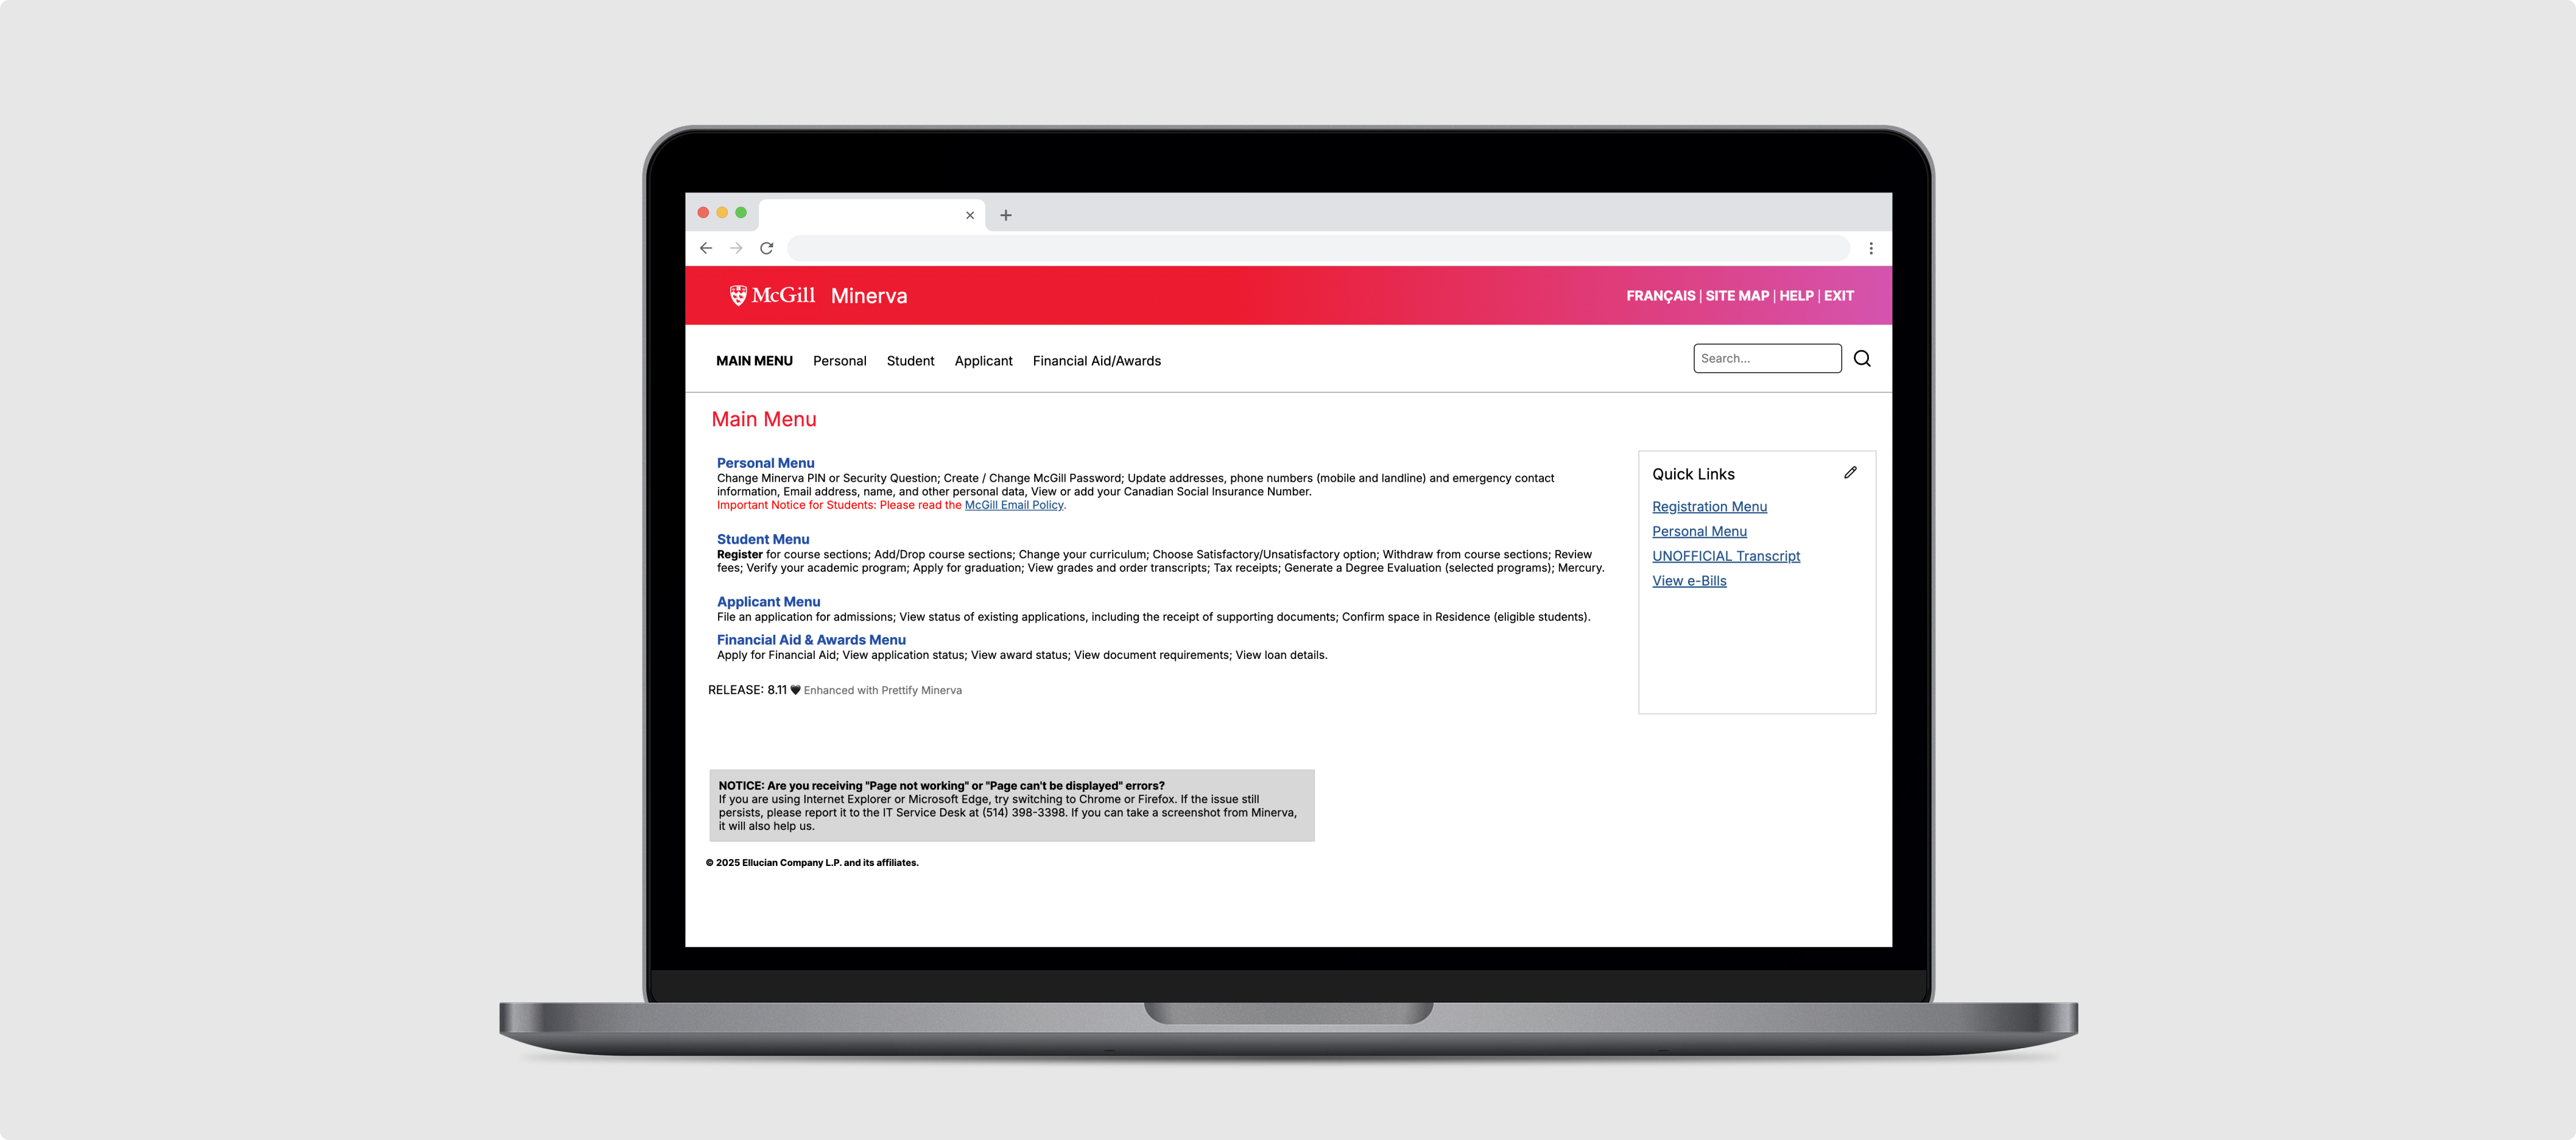 McGill Minerva
FRANÇAIS | SITE MAP | HELP | EXIT
MAIN MENU Personal Student Applicant Financial Aid/Awards
Search...
Main Menu
Personal Menu
Change Minerva PIN or Security Question; Create / Change McGill Password; Update addresses, phone numbers (mobile and landline) and emergency contact
information, Email address, name, and other personal data, View or add your Canadian Social Insurance Number.
Important Notice for Students: Please read the McGill Email Policy.
Student Menu
Register for course sections; Add/Drop course sections; Change your curriculum; Choose Satisfactory/Unsatisfactory option; Withdraw from course sections; Review
fees; Verify your academic program; Apply for graduation; View grades and order transcripts; Tax receipts; Generate a Degree Evaluation (selected programs); Mercury.
Applicant Menu
File an application for admissions; View status of existing applications, including the receipt of supporting documents; Confirm space in Residence (eligible students).
Financial Aid & Awards Menu
Apply for Financial Aid; View application status; View award status; View document requirements; View loan details.
RELEASE: 8.11 🖤 Enhanced with Prettify Minerva
Quick Links
Registration Menu
Personal Menu
UNOFFICIAL Transcript
View e-Bills
NOTICE: Are you receiving "Page not working" or "Page can't be displayed" errors?
If you are using Internet Explorer or Microsoft Edge, try switching to Chrome or Firefox. If the issue still
persists, please report it to the IT Service Desk at (514) 398-3398. If you can take a screenshot from Minerva,
it will also help us.
© 2025 Ellucian Company L.P. and its affiliates.